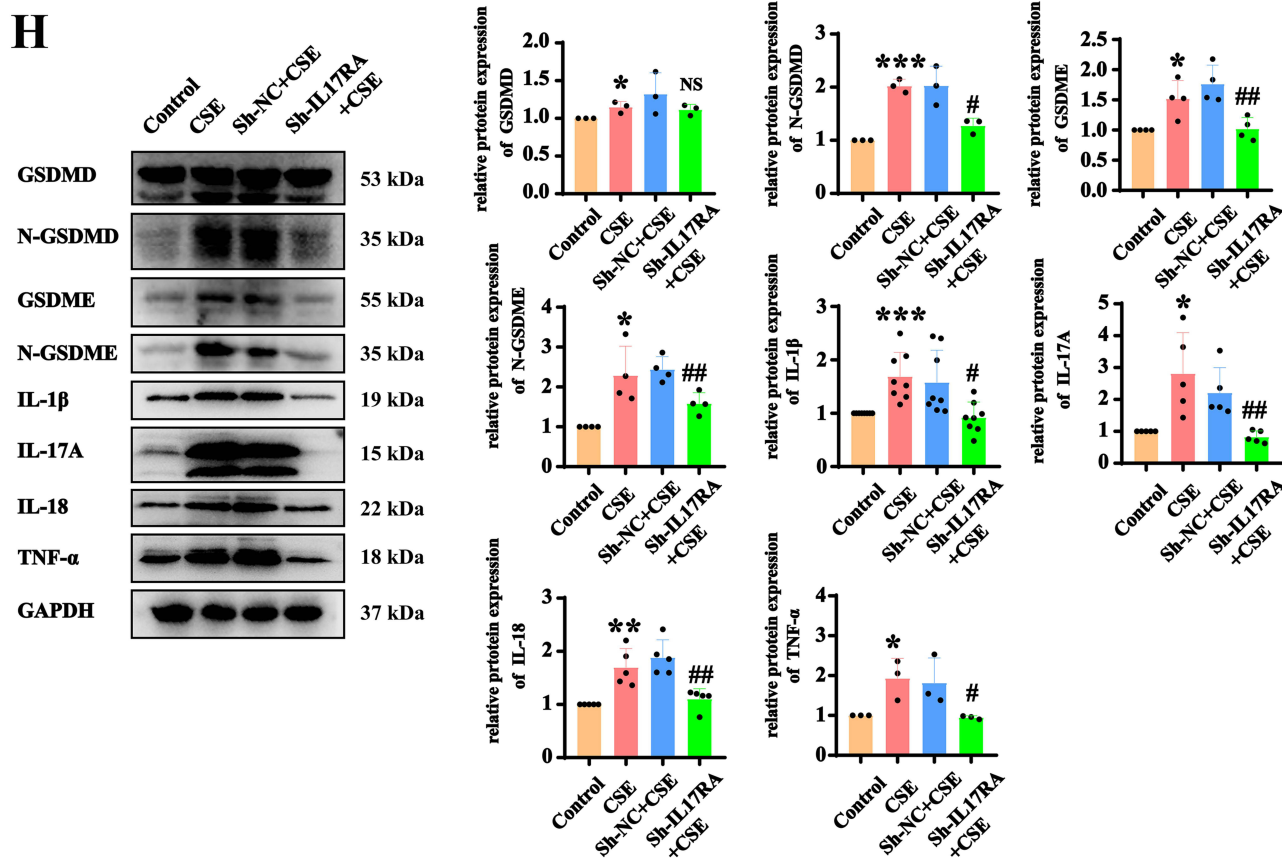 H
Control
CSE
Sh-NC+CSE
Sh-IL17RA
+CSE
GSDMD 53 kDa
N-GSDMD 35 kDa
GSDME 55 kDa
N-GSDME 35 kDa
IL-1β 19 kDa
IL-17A 15 kDa
IL-18 22 kDa
TNF-α 18 kDa
GAPDH 37 kDa
relative prtotein expression
of GSDMD
2.0
1.5
1.0
0.5
0.0
*
NS
Control
CSE
Sh-NC+CSE
Sh-IL17RA
+CSE
relative prtotein expression
of N-GSDMD
3
2
1
0
***
#
Control
CSE
Sh-NC+CSE
Sh-IL17RA
+CSE
relative prtotein expression
of GSDME
2.5
2.0
1.5
1.0
0.5
0.0
*
##
Control
CSE
Sh-NC+CSE
Sh-IL17RA
+CSE
relative prtotein expression
of N-GSDME
4
3
2
1
0
*
##
Control
CSE
Sh-NC+CSE
Sh-IL17RA
+CSE
relative prtotein expression
of IL-1β
3
2
1
0
***
#
Control
CSE
Sh-NC+CSE
Sh-IL17RA
+CSE
relative prtotein expression
of IL-17A
5
4
3
2
1
0
*
##
Control
CSE
Sh-NC+CSE
Sh-IL17RA
+CSE
relative prtotein expression
of IL-18
3
2
1
0
**
##
Control
CSE
Sh-NC+CSE
Sh-IL17RA
+CSE
relative prtotein expression
of TNF-α
4
3
2
1
0
*
#
Control
CSE
Sh-NC+CSE
Sh-IL17RA
+CSE